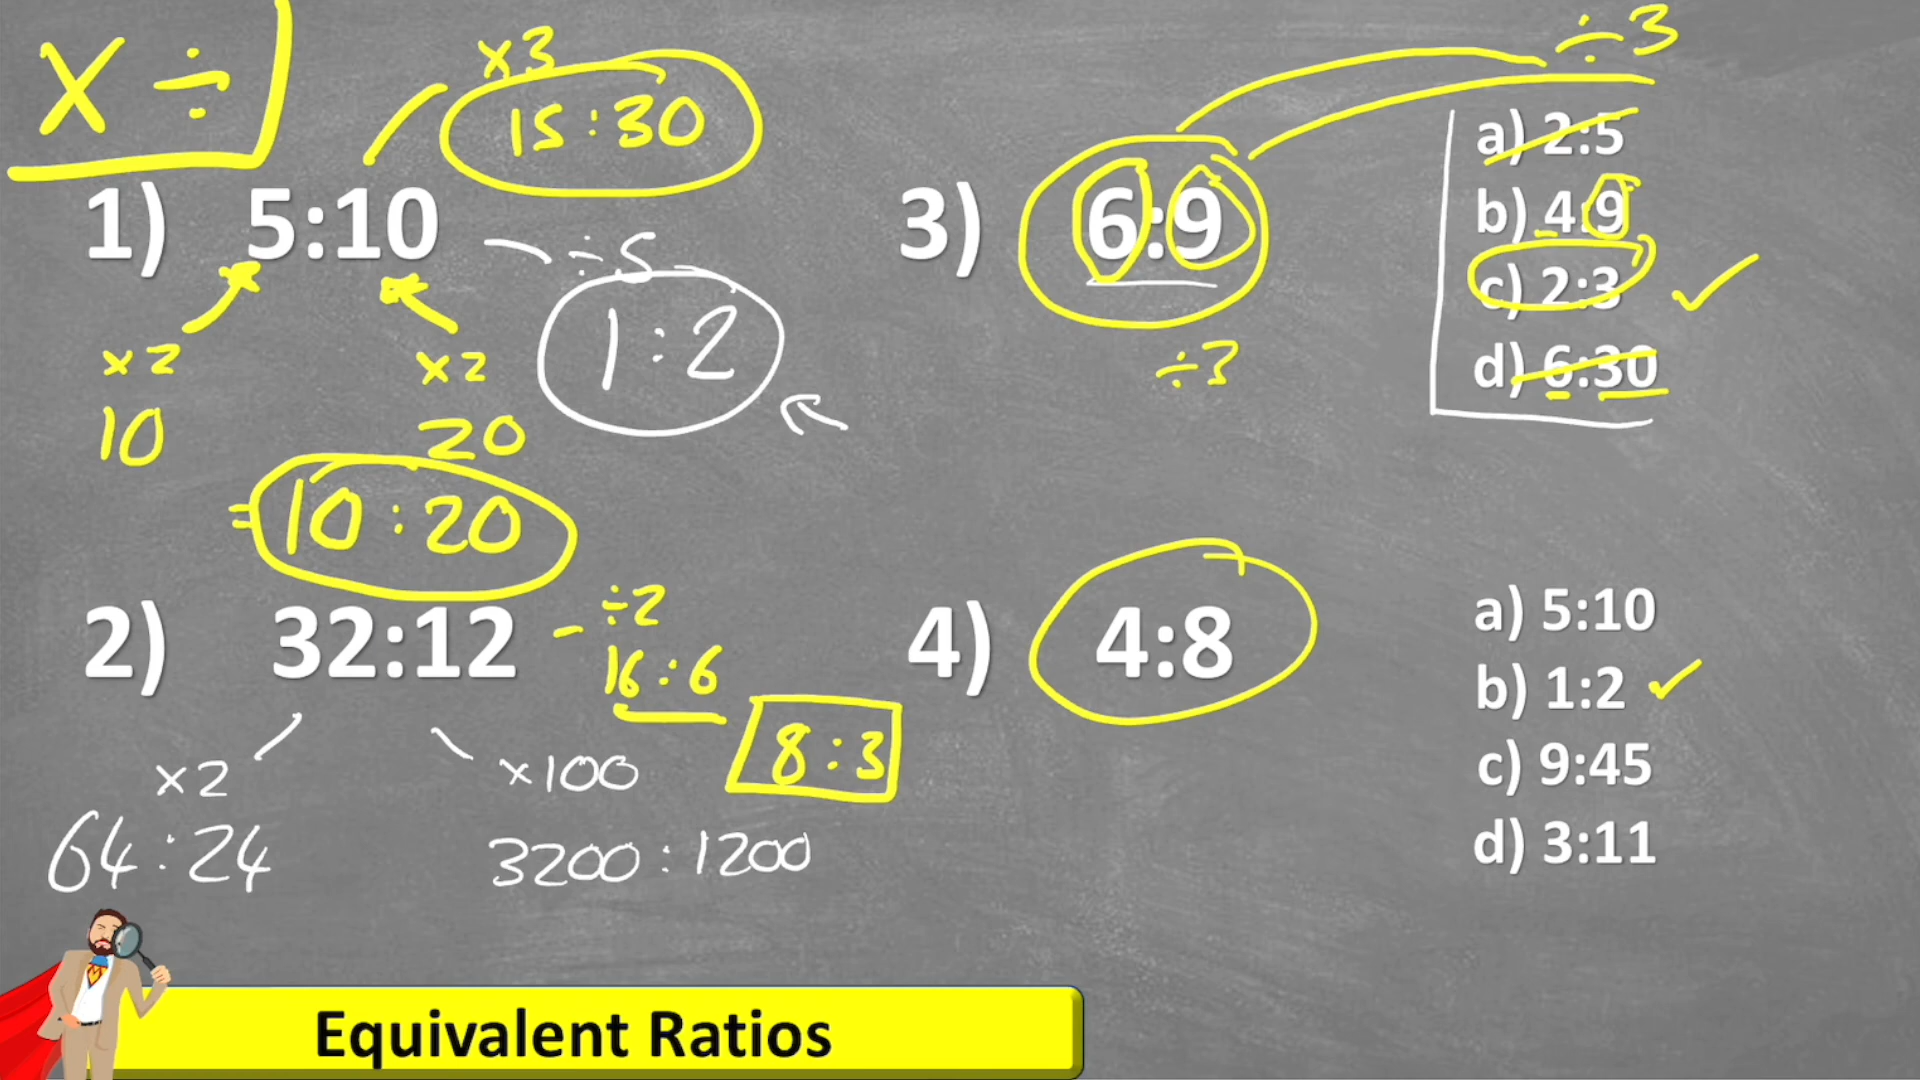 x ÷
x3
15:30
1) 5:10
÷5
1:2
x2
10
x2
20
=10:20
2) 32:12
÷2
16:6
8:3
x2
64:24
x100
3200:1200
÷3
3) 6:9
÷3
a) 2:5
b) 4:9
c) 2:3
d) 6:30
4) 4:8
a) 5:10
b) 1:2
c) 9:45
d) 3:11
Equivalent Ratios